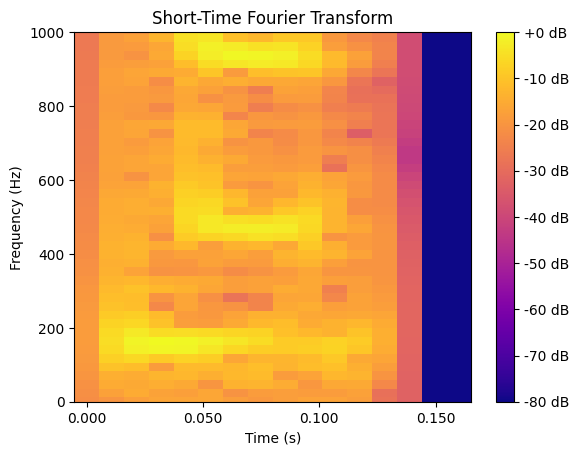 Short-Time Fourier Transform
1000
800
600
400
200
0
Frequency (Hz)
0.000
0.050
0.100
0.150
Time (s)
+0 dB
-10 dB
-20 dB
-30 dB
-40 dB
-50 dB
-60 dB
-70 dB
-80 dB